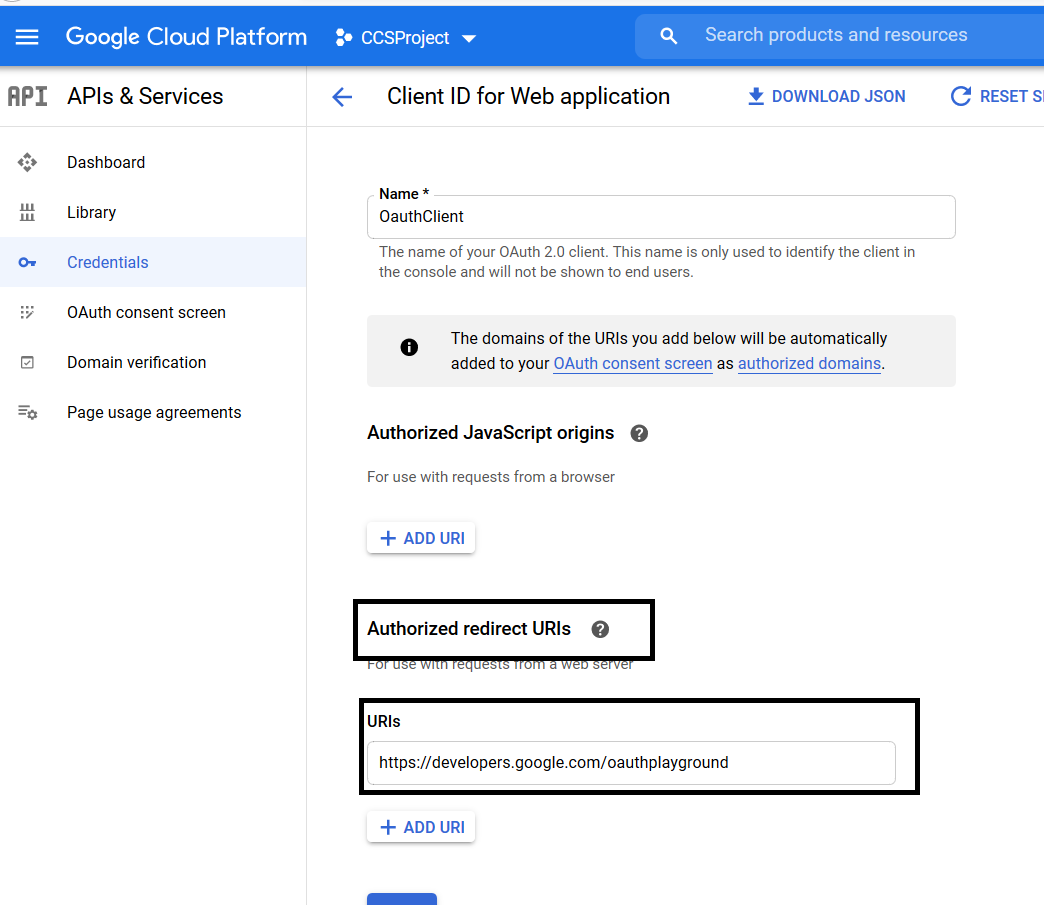 Google Cloud Platform
CCSProject
Search products and resources
API
APIs & Services
Client ID for Web application
DOWNLOAD JSON
RESET
Dashboard
Library
Credentials
OAuth consent screen
Domain verification
Page usage agreements
Name *
OauthClient
The name of your OAuth 2.0 client. This name is only used to identify the client in
the console and will not be shown to end users.
The domains of the URIs you add below will be automatically
added to your OAuth consent screen as authorized domains.
Authorized JavaScript origins
For use with requests from a browser
ADD URI
Authorized redirect URIs
For use with requests from a web server
URIs
https://developers.google.com/oauthplayground
ADD URI